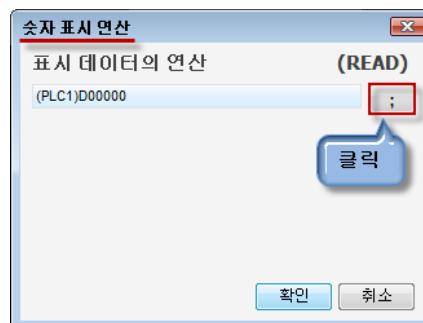 숫자 표시 연산
표시 데이터의 연산 (READ)
(PLC1)D00000 ;
클릭
확인 취소